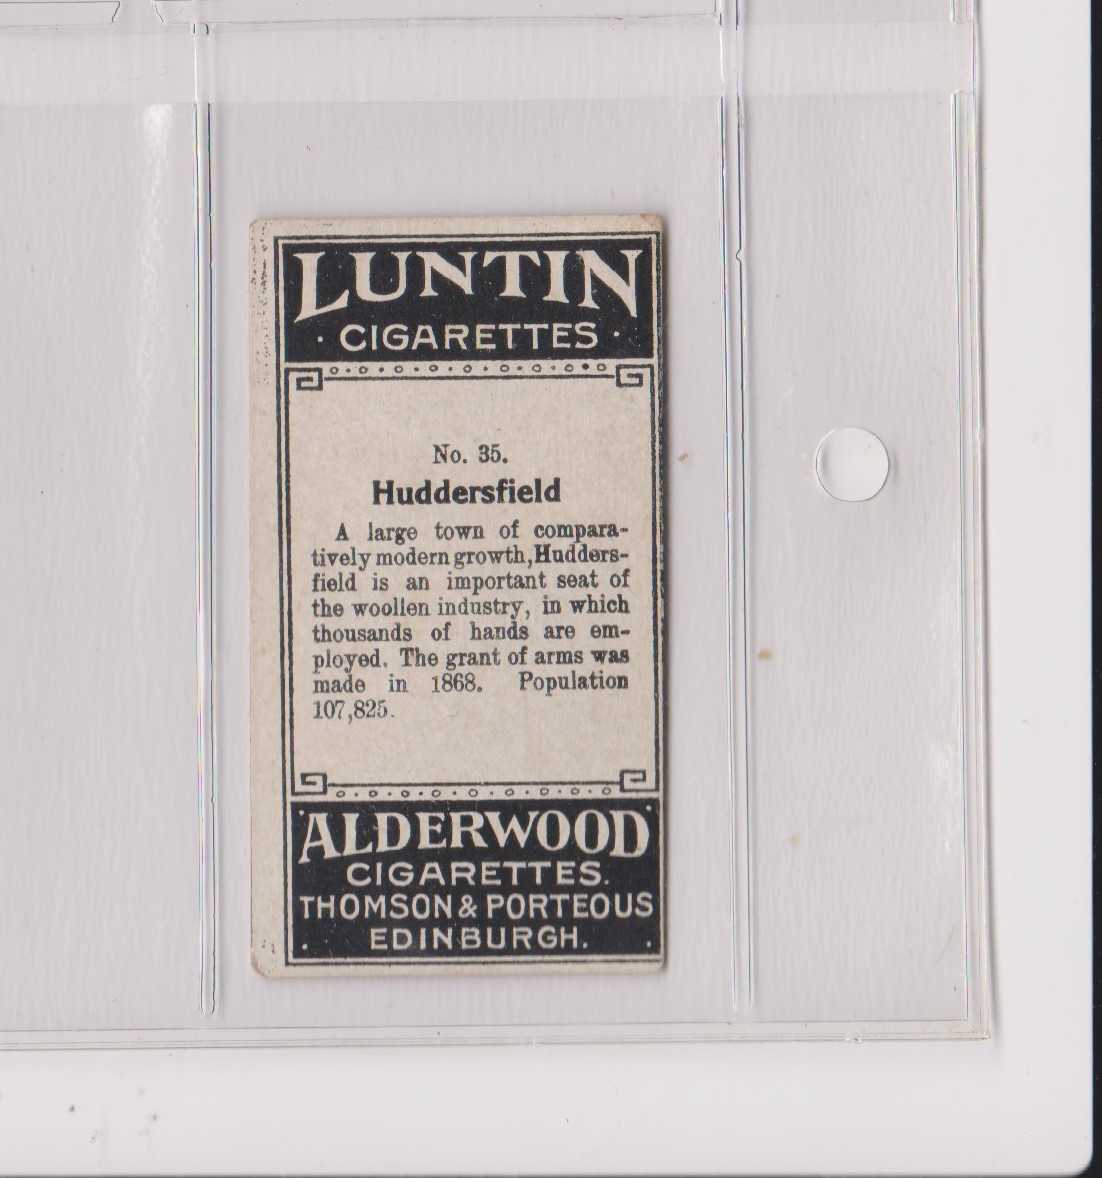 LUNTIN
· CIGARETTES ·
No. 35.
Huddersfield
A large town of compara-
tively modern growth, Hudders-
field is an important seat of
the woollen industry, in which
thousands of hands are em-
ployed. The grant of arms was
made in 1868. Population
107,825.
ALDERWOOD
CIGARETTES.
THOMSON & PORTEOUS
EDINBURGH.